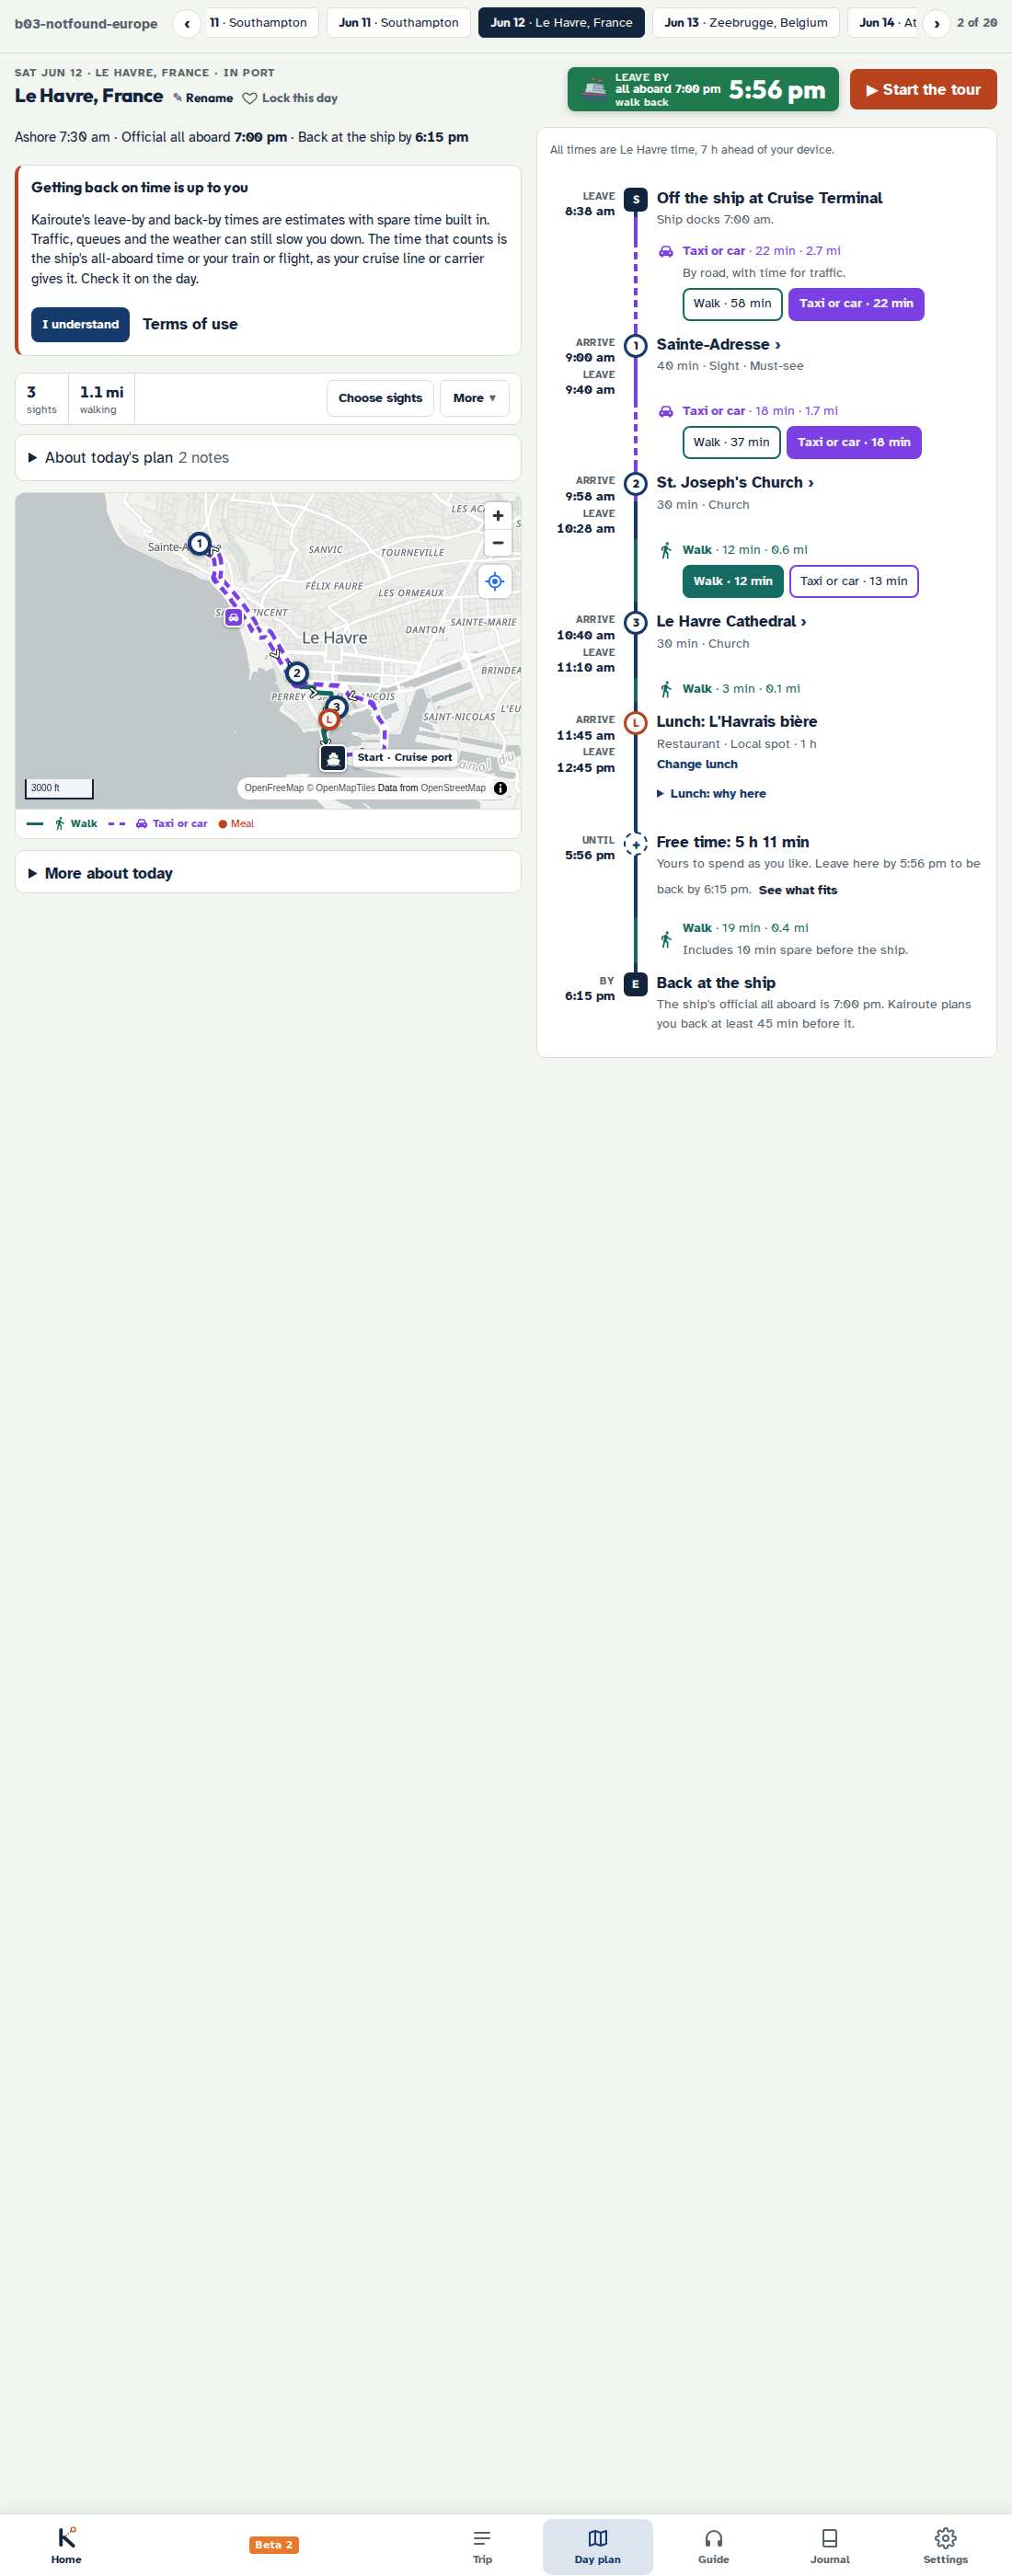 b03-notfound-europe
‹
11 · Southampton
Jun 11 · Southampton
Jun 12 · Le Havre, France
Jun 13 · Zeebrugge, Belgium
Jun 14 · At
›
2 of 20
SAT JUN 12 · LE HAVRE, FRANCE · IN PORT
Le Havre, France
✎ Rename
Lock this day
LEAVE BY
all aboard 7:00 pm
walk back
5:56 pm
▶ Start the tour
Ashore 7:30 am · Official all aboard 7:00 pm · Back at the ship by 6:15 pm
Getting back on time is up to you
Kairoute's leave-by and back-by times are estimates with spare time built in.
Traffic, queues and the weather can still slow you down. The time that counts is
the ship's all-aboard time or your train or flight, as your cruise line or carrier
gives it. Check it on the day.
I understand
Terms of use
3
sights
1.1 mi
walking
Choose sights
More ▼
▶ About today's plan 2 notes
LES AC
S
Sainte-A
SANVIC
TOURNEVILLE
FÉLIX FAURE
LES ORMEAUX
INCENT
SAINTE-MARIE
DANTON
Le Havre
BRINDEA
PERREY
NÇOIS
L'EU
SAINT-NICOLAS
1
2
3
L
Start · Cruise port
3000 ft
OpenFreeMap © OpenMapTiles Data from OpenStreetMap
Walk
Taxi or car
Meal
▶ More about today
All times are Le Havre time, 7 h ahead of your device.
LEAVE
8:38 am
S
Off the ship at Cruise Terminal
Ship docks 7:00 am.
Taxi or car · 22 min · 2.7 mi
By road, with time for traffic.
Walk · 58 min
Taxi or car · 22 min
ARRIVE
9:00 am
LEAVE
9:40 am
1
Sainte-Adresse ›
40 min · Sight · Must-see
Taxi or car · 18 min · 1.7 mi
Walk · 37 min
Taxi or car · 18 min
ARRIVE
9:58 am
LEAVE
10:28 am
2
St. Joseph's Church ›
30 min · Church
Walk · 12 min · 0.6 mi
Walk · 12 min
Taxi or car · 13 min
ARRIVE
10:40 am
LEAVE
11:10 am
3
Le Havre Cathedral ›
30 min · Church
Walk · 3 min · 0.1 mi
ARRIVE
11:45 am
LEAVE
12:45 pm
L
Lunch: L'Havrais bière
Restaurant · Local spot · 1 h
Change lunch
▶ Lunch: why here
UNTIL
5:56 pm
+
Free time: 5 h 11 min
Yours to spend as you like. Leave here by 5:56 pm to be
back by 6:15 pm. See what fits
Walk · 19 min · 0.4 mi
Includes 10 min spare before the ship.
BY
6:15 pm
E
Back at the ship
The ship's official all aboard is 7:00 pm. Kairoute plans
you back at least 45 min before it.
Home
Beta 2
Trip
Day plan
Guide
Journal
Settings